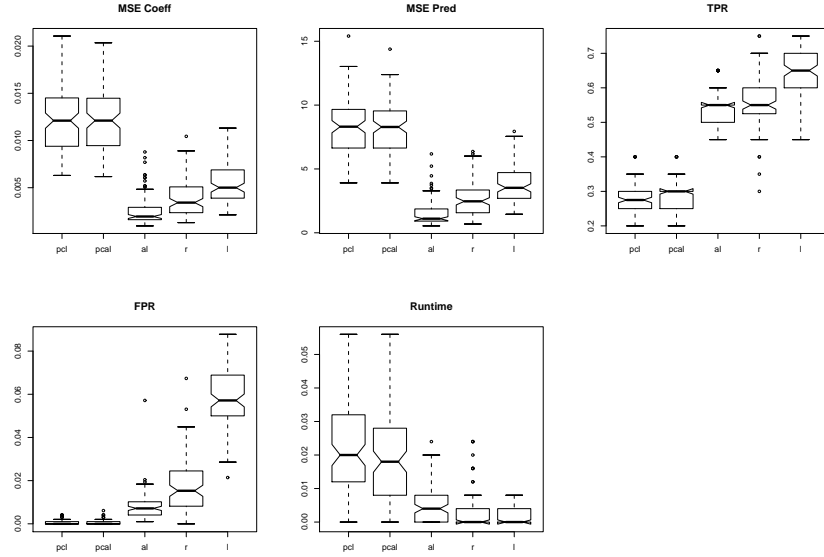 MSE Coeff
0.020
0.015
0.010
0.005
pcl pcal al r l
MSE Pred
15
10
5
0
pcl pcal al r l
TPR
0.7
0.6
0.5
0.4
0.3
0.2
pcl pcal al r l
FPR
0.08
0.06
0.04
0.02
0.00
pcl pcal al r l
Runtime
0.05
0.04
0.03
0.02
0.01
0.00
pcl pcal al r l